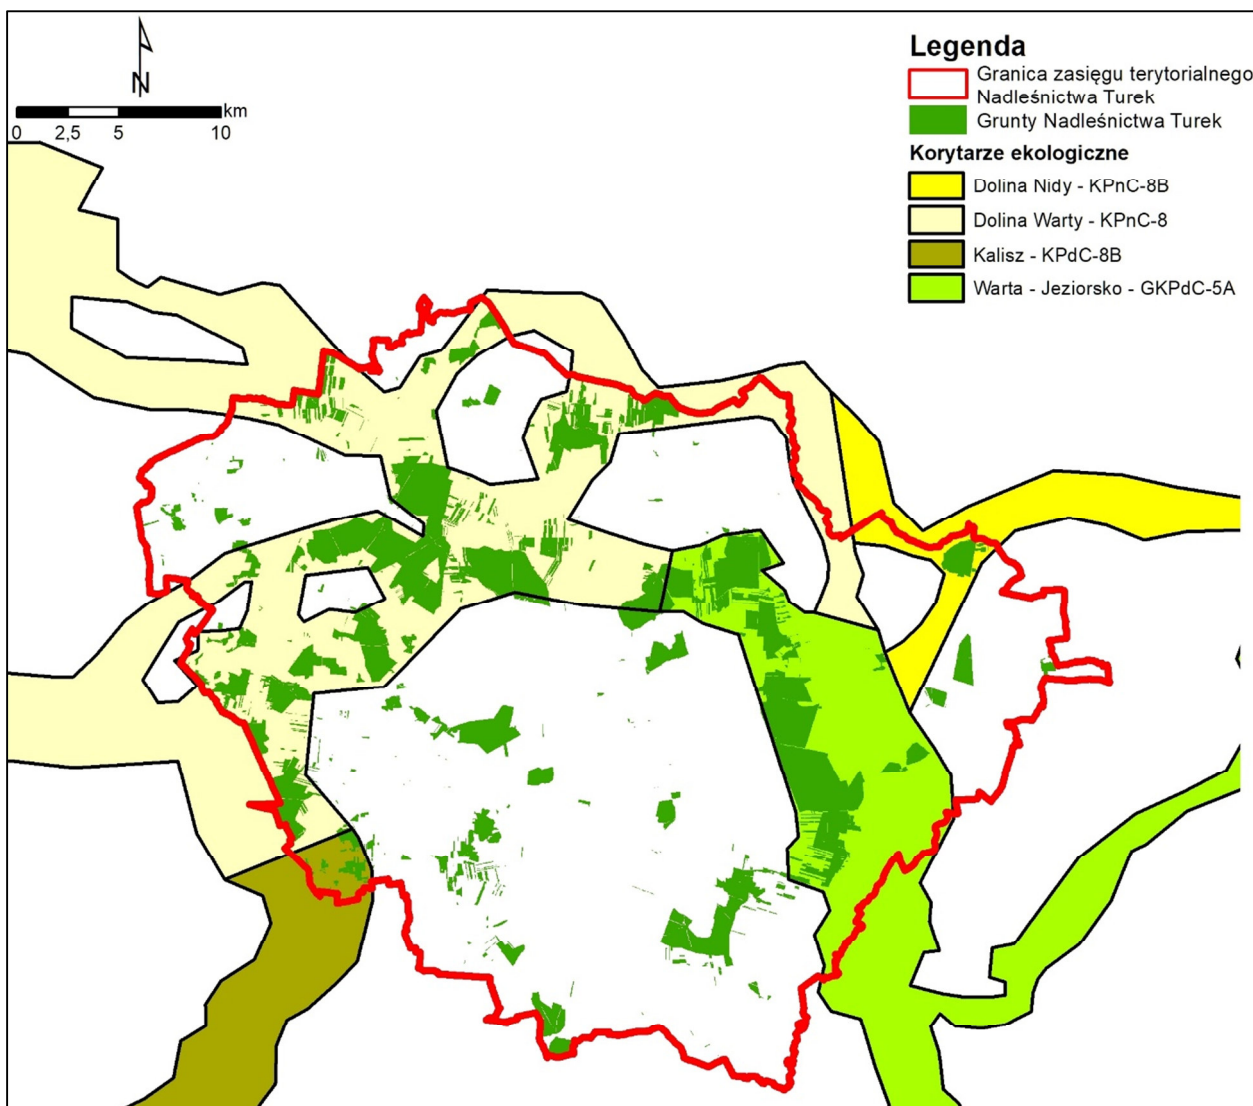 N
km
0 2,5 5 10
Legenda
Granica zasięgu terytorialnego
Nadleśnictwa Turek
Grunty Nadleśnictwa Turek
Korytarze ekologiczne
Dolina Nidy - KPnC-8B
Dolina Warty - KPnC-8
Kalisz - KPdC-8B
Warta - Jeziorsko - GKPdC-5A